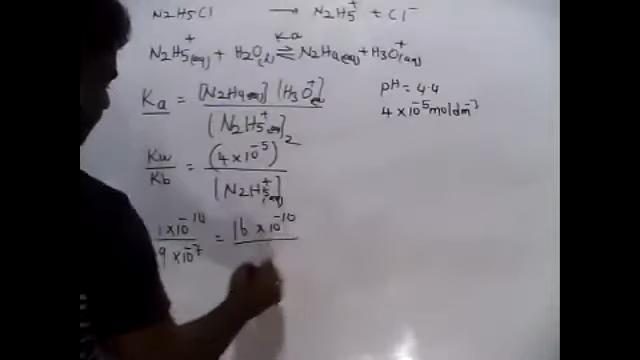 N2H5Cl → N2H5+ + Cl−
Ka
N2H5+(aq) + H2O(l) ⇌ N2H4(aq) + H3O+(aq)
Ka = [N2H4(aq)] [H3O+(aq)] / [N2H5+(aq)]
pH = 4.4
4 × 10^-5 mol dm^-3
Kw / Kb = (4 × 10^-5)^2 / [N2H5+(aq)]
1 × 10^-14 / 9 × 10^-7 = 16 × 10^-10